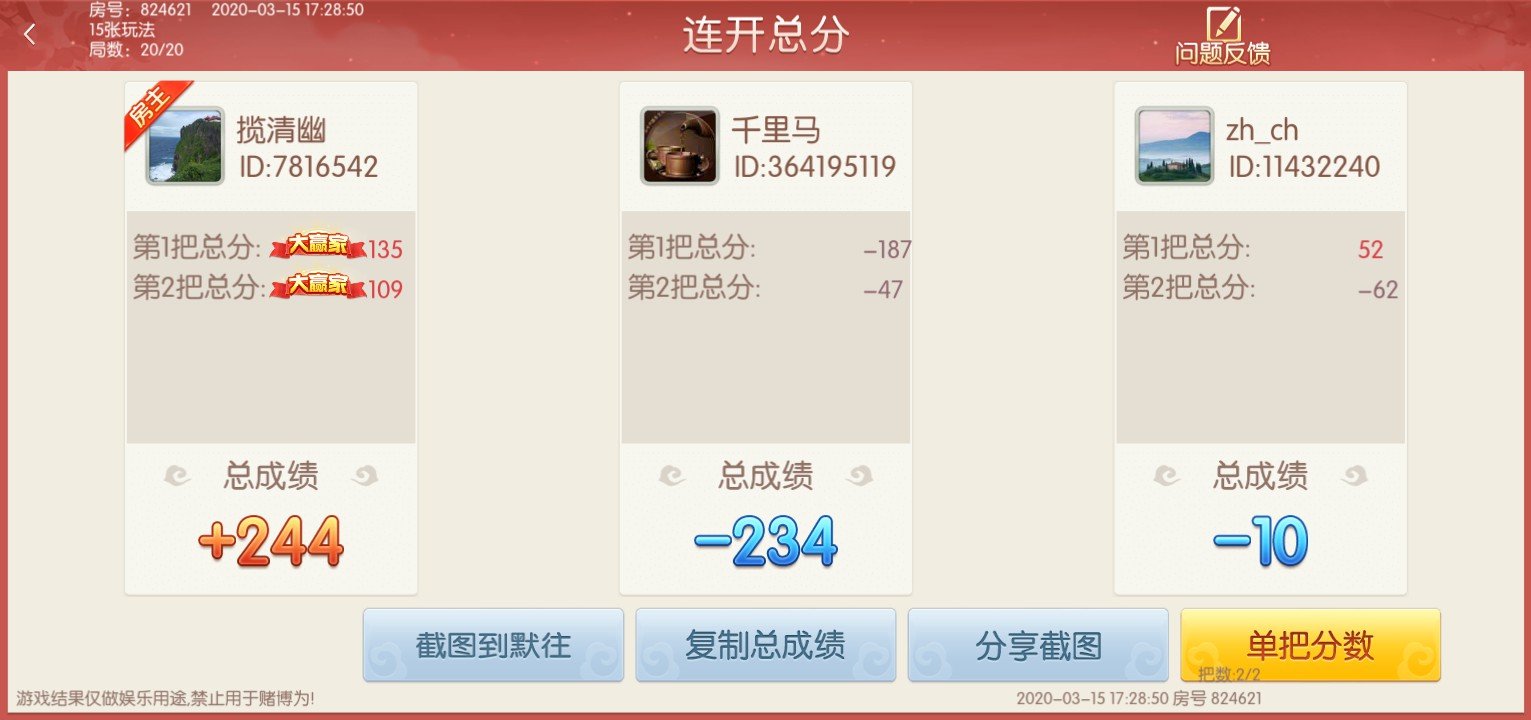 房号：824621 2020-03-15 17:28:50
15张玩法
局数：20/20
连开总分
问题反馈
房主
揽清幽
ID:7816542
第1把总分: 大赢家 135
第2把总分: 大赢家 109
总成绩
+244
千里马
ID:364195119
第1把总分: -187
第2把总分: -47
总成绩
-234
zh_ch
ID:11432240
第1把总分: 52
第2把总分: -62
总成绩
-10
截图到默往
复制总成绩
分享截图
单把分数
把数:2/2
游戏结果仅做娱乐用途,禁止用于赌博为!
2020-03-15 17:28:50 房号 824621